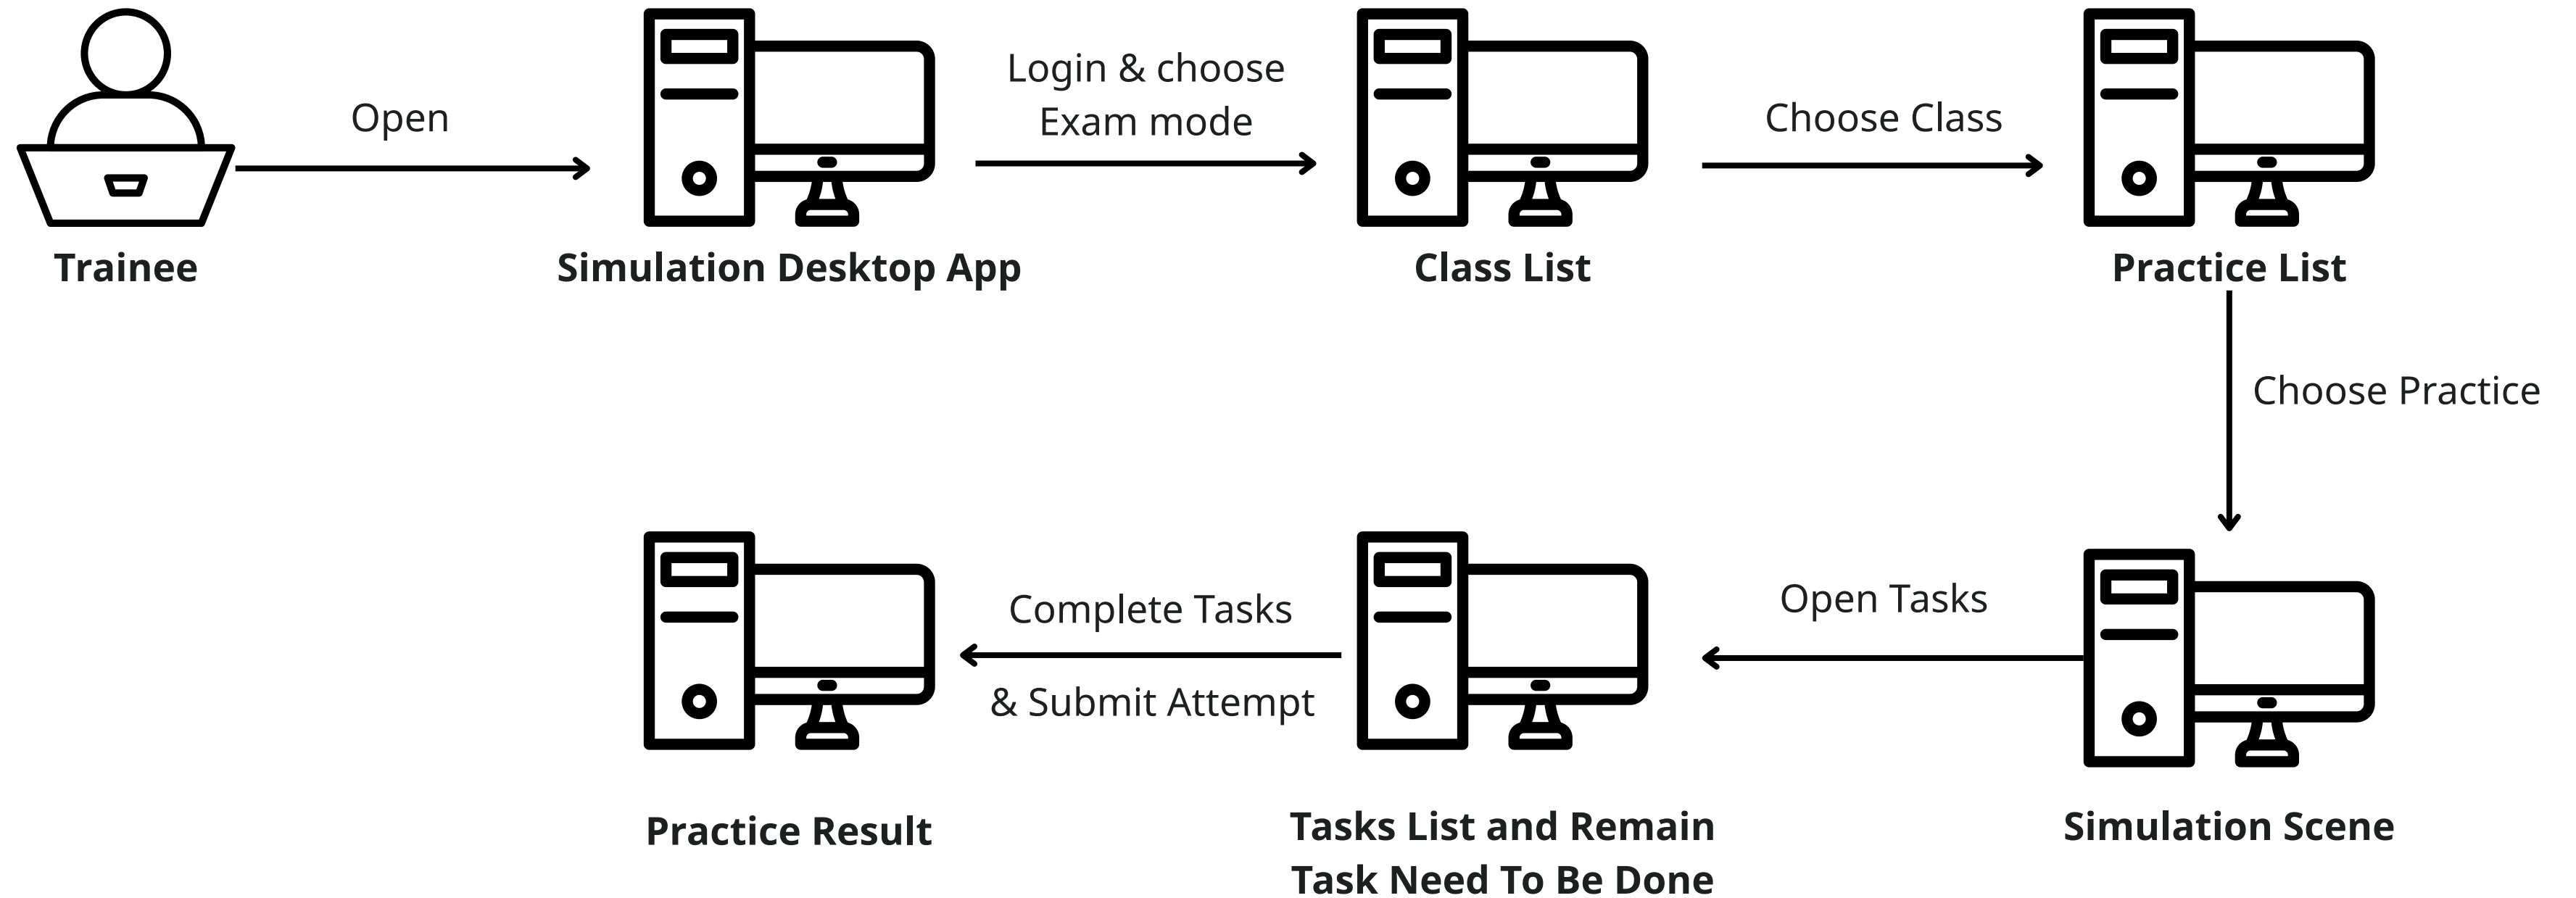 Open
Login & choose
Exam mode
Choose Class
Trainee
Simulation Desktop App
Class List
Practice List
Choose Practice
Open Tasks
Complete Tasks
& Submit Attempt
Practice Result
Tasks List and Remain
Task Need To Be Done
Simulation Scene